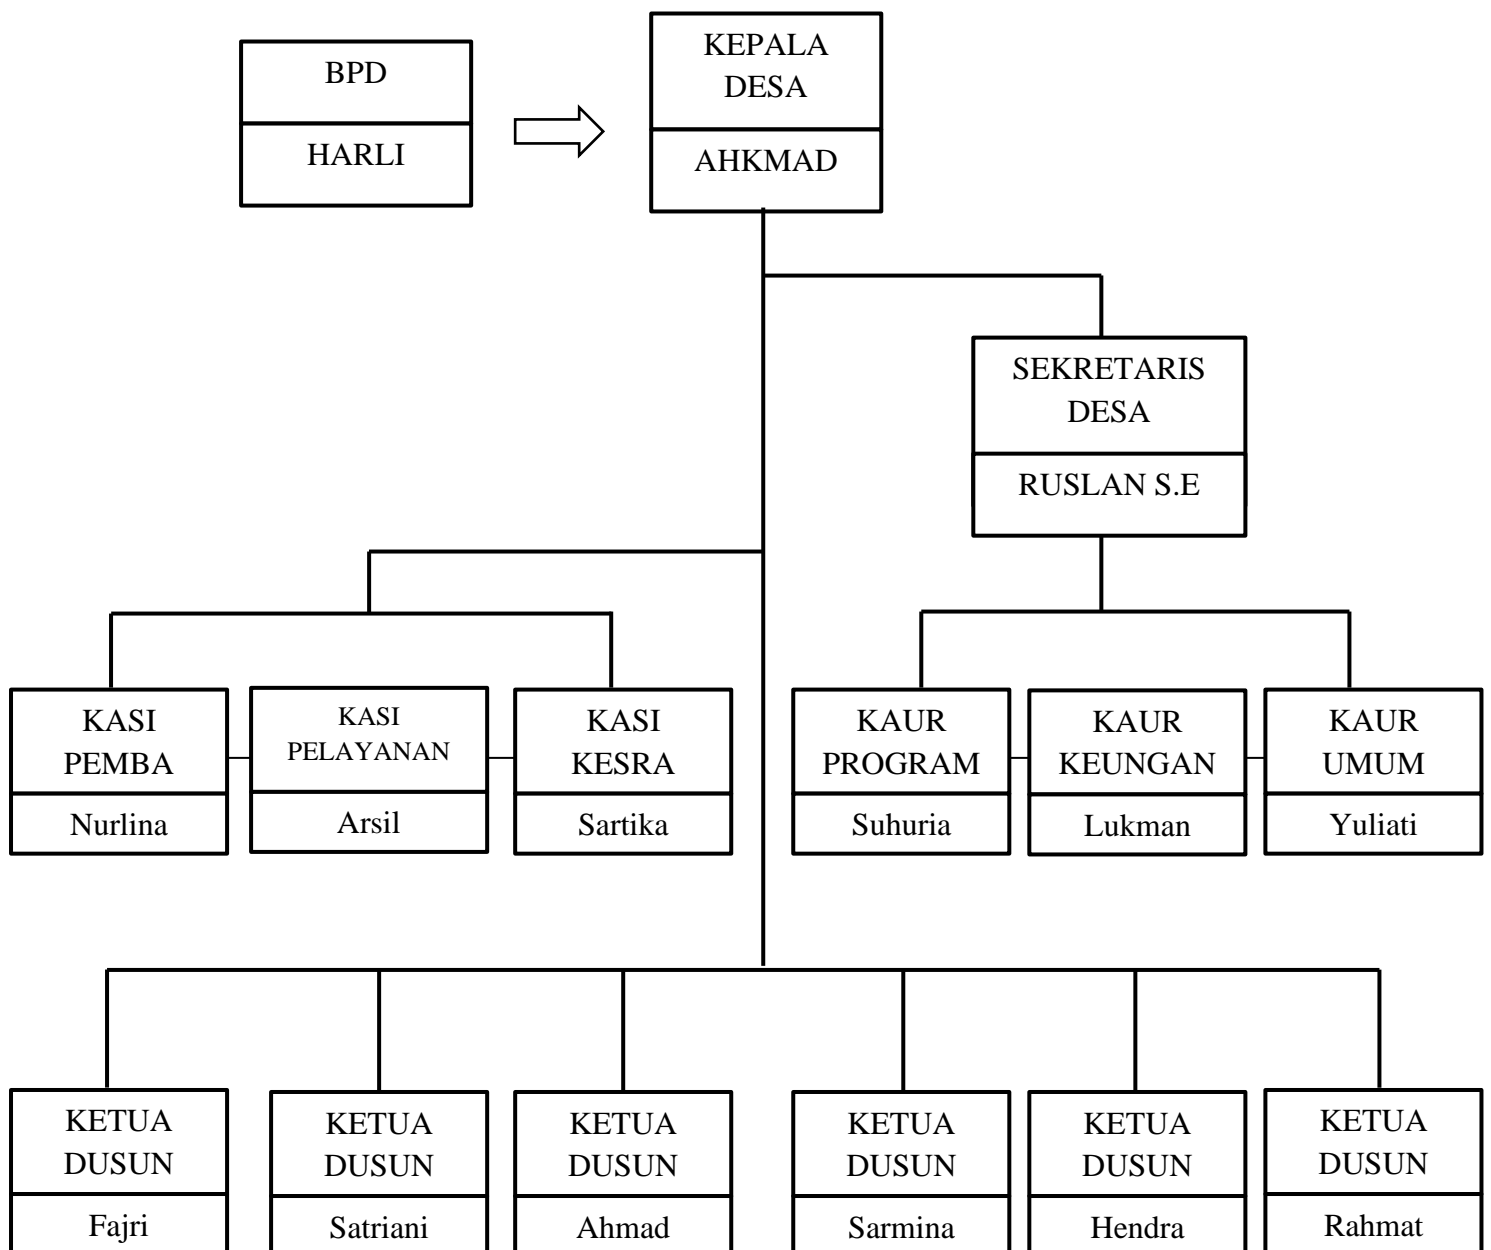 BPD
HARLI
KEPALA
DESA
AHKMAD
SEKRETARIS
DESA
RUSLAN S.E
KASI
PEMBA
Nurlina
KASI
PELAYANAN
Arsil
KASI
KESRA
Sartika
KAUR
PROGRAM
Suhuria
KAUR
KEUNGAN
Lukman
KAUR
UMUM
Yuliati
KETUA
DUSUN
Fajri
KETUA
DUSUN
Satriani
KETUA
DUSUN
Ahmad
KETUA
DUSUN
Sarmina
KETUA
DUSUN
Hendra
KETUA
DUSUN
Rahmat